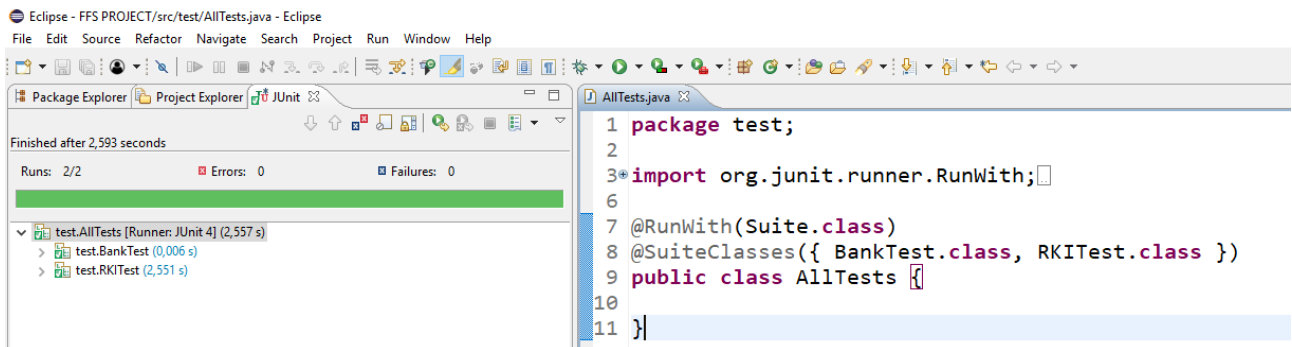 Eclipse - FFS PROJECT/src/test/AllTests.java - Eclipse
File Edit Source Refactor Navigate Search Project Run Window Help
Package Explorer Project Explorer JUnit
Finished after 2,593 seconds
Runs: 2/2 Errors: 0 Failures: 0
test.AllTests [Runner: JUnit 4] (2,557 s)
test.BankTest (0,006 s)
test.RKITest (2,551 s)
AllTests.java
1 package test;
2
3 import org.junit.runner.RunWith;
6
7 @RunWith(Suite.class)
8 @SuiteClasses({ BankTest.class, RKITest.class })
9 public class AllTests {
10
11 }